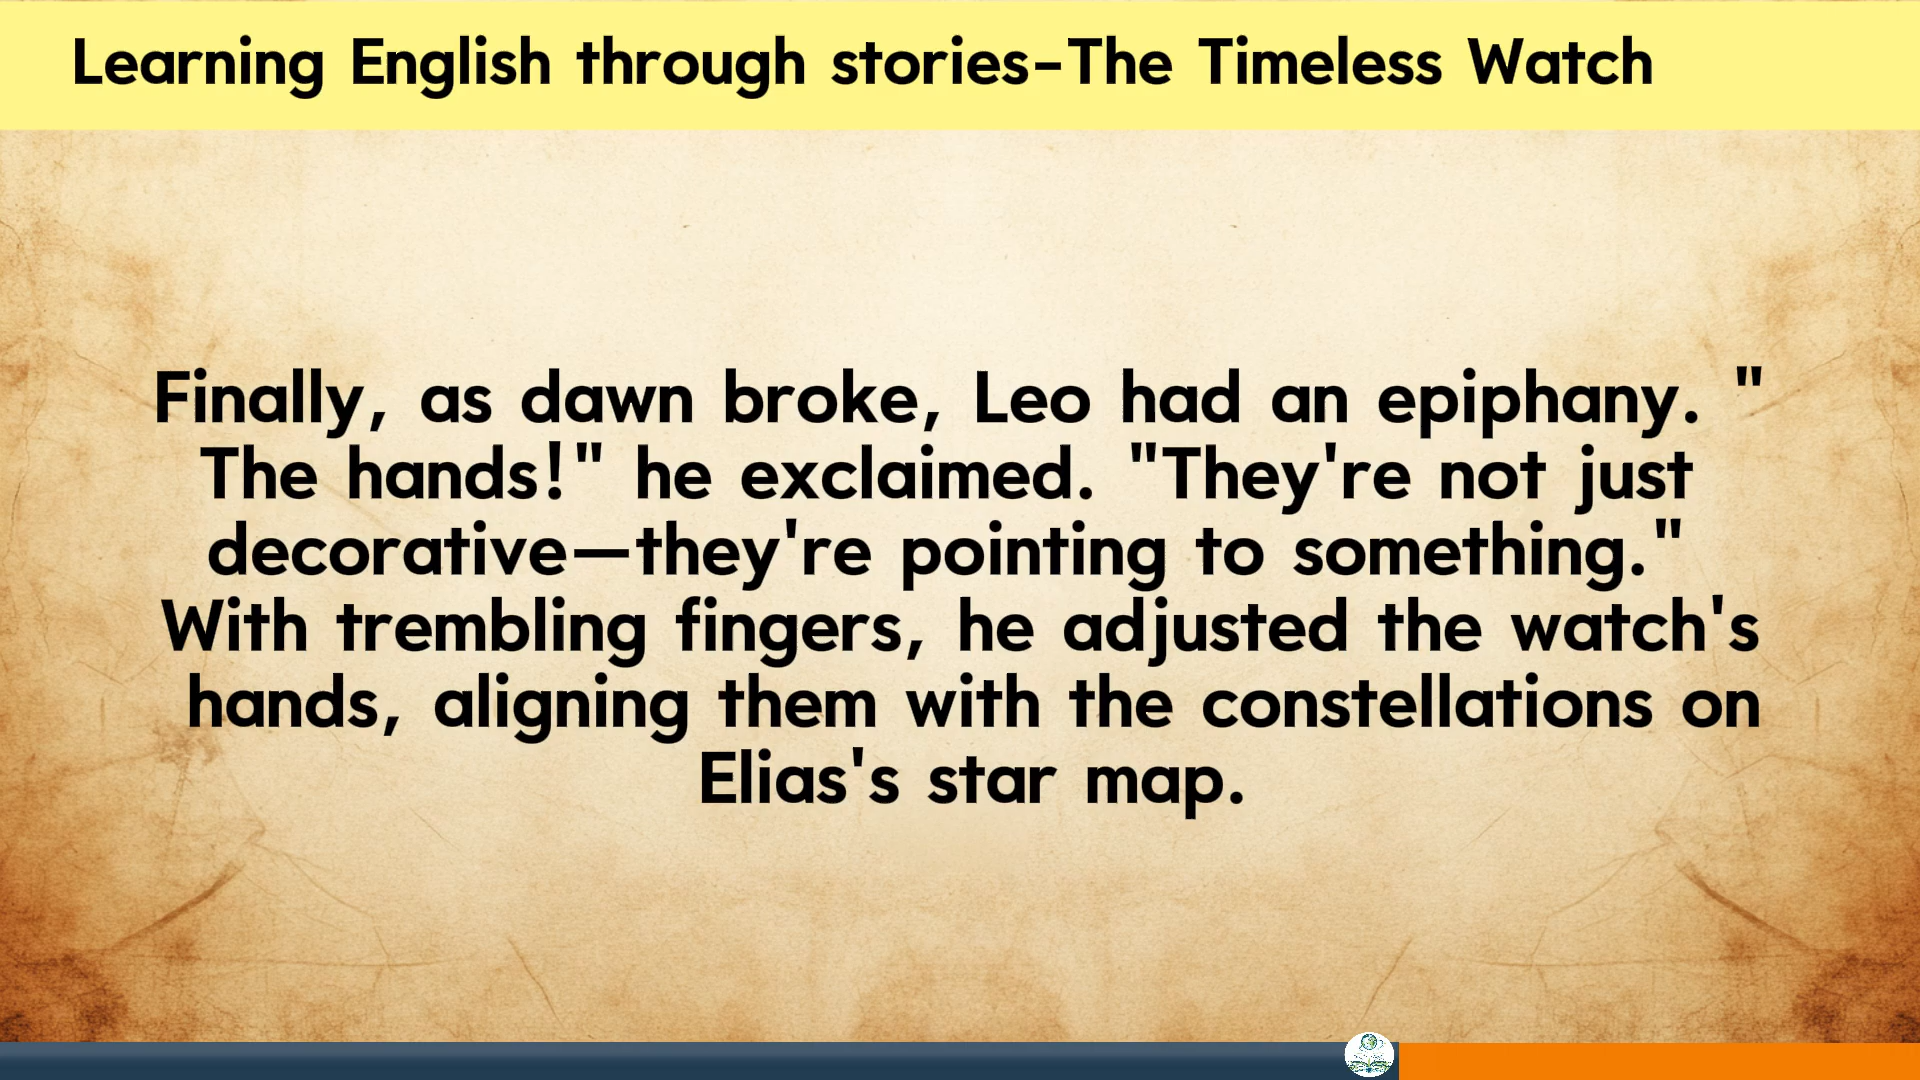 Learning English through stories-The Timeless Watch
Finally, as dawn broke, Leo had an epiphany. "
The hands!" he exclaimed. "They're not just
decorative—they're pointing to something."
With trembling fingers, he adjusted the watch's
hands, aligning them with the constellations on
Elias's star map.